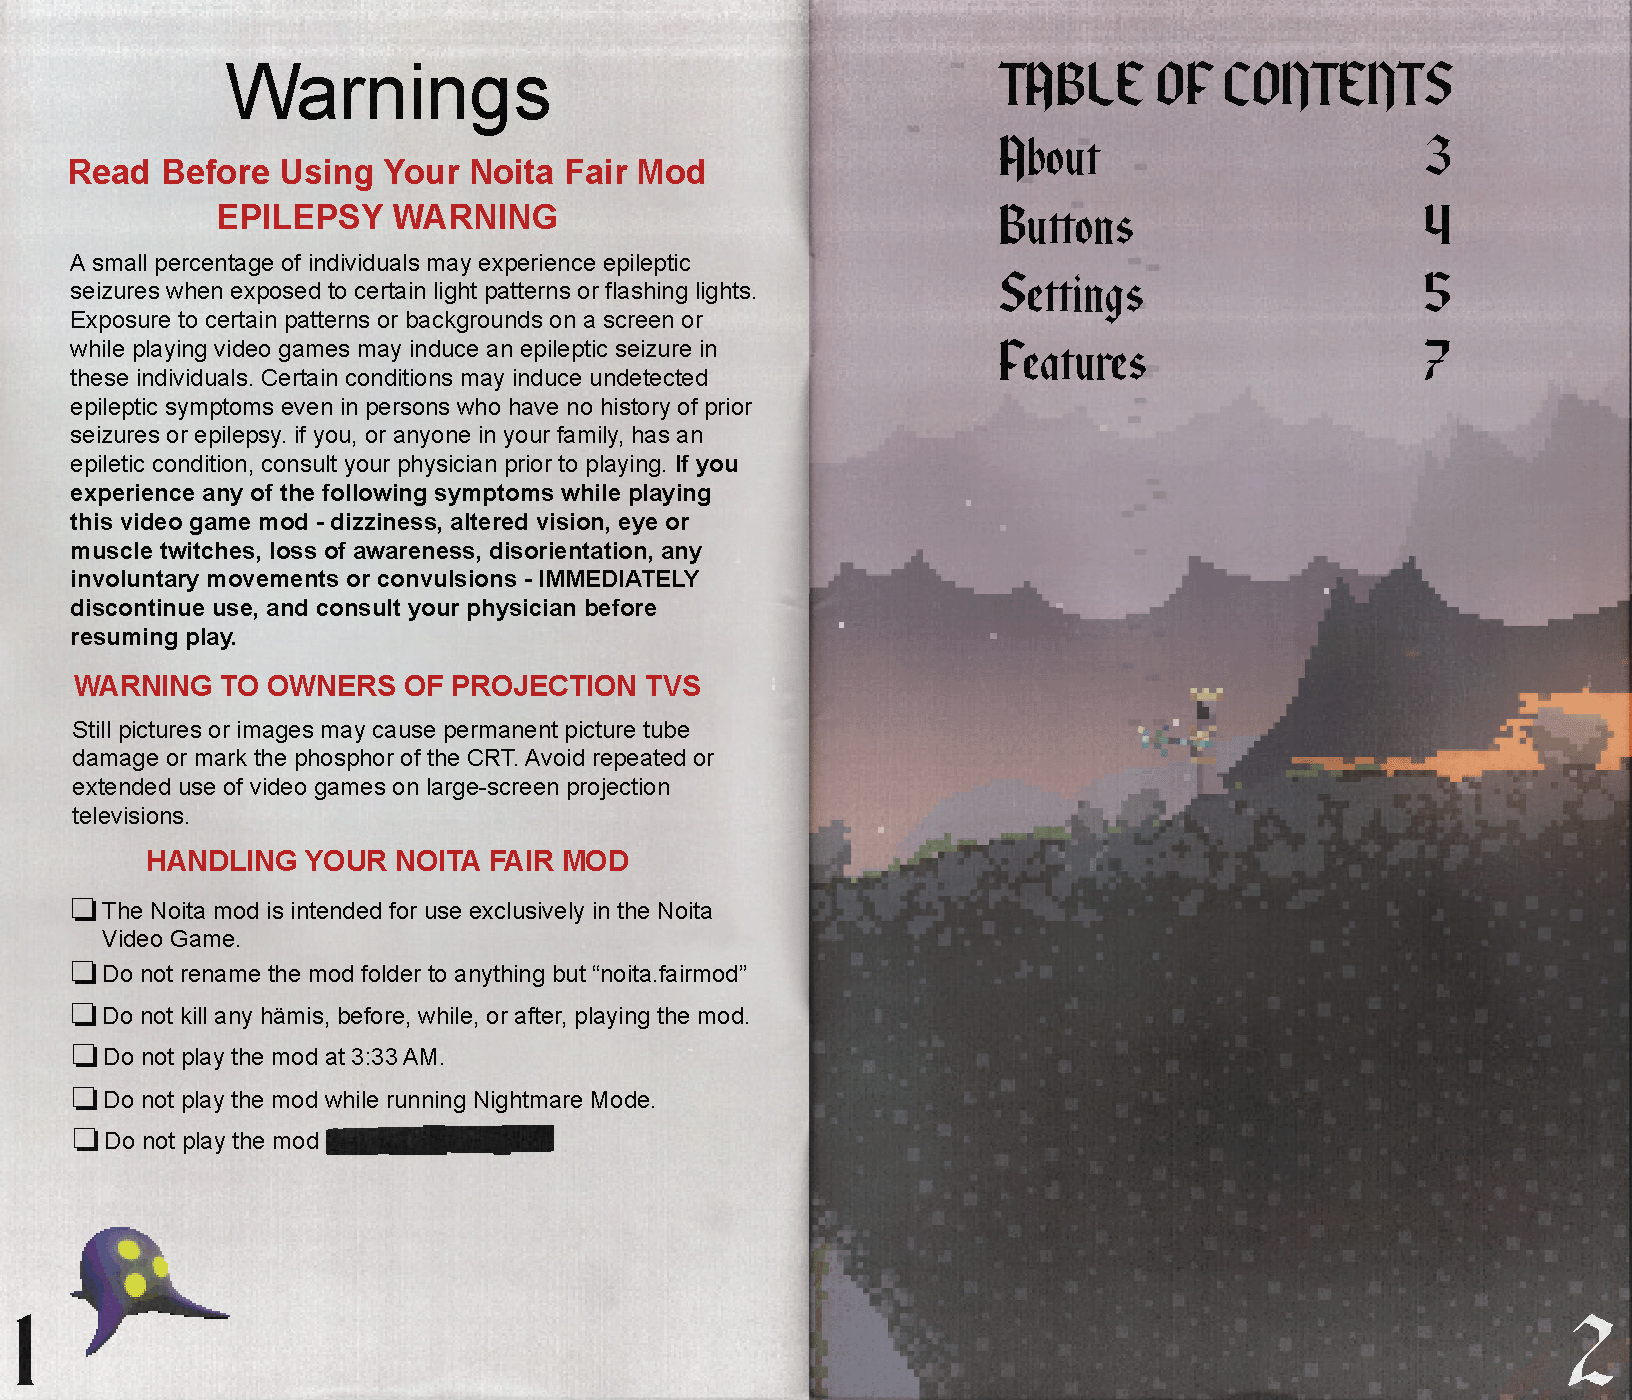 Warnings
Read Before Using Your Noita Fair Mod
EPILEPSY WARNING
A small percentage of individuals may experience epileptic
seizures when exposed to certain light patterns or flashing lights.
Exposure to certain patterns or backgrounds on a screen or
while playing video games may induce an epileptic seizure in
these individuals. Certain conditions may induce undetected
epileptic symptoms even in persons who have no history of prior
seizures or epilepsy. if you, or anyone in your family, has an
epiletic condition, consult your physician prior to playing. If you
experience any of the following symptoms while playing
this video game mod - dizziness, altered vision, eye or
muscle twitches, loss of awareness, disorientation, any
involuntary movements or convulsions - IMMEDIATELY
discontinue use, and consult your physician before
resuming play.
WARNING TO OWNERS OF PROJECTION TVS
Still pictures or images may cause permanent picture tube
damage or mark the phosphor of the CRT. Avoid repeated or
extended use of video games on large-screen projection
televisions.
HANDLING YOUR NOITA FAIR MOD
❏ The Noita mod is intended for use exclusively in the Noita
Video Game.
❏ Do not rename the mod folder to anything but “noita.fairmod”
❏ Do not kill any hämis, before, while, or after, playing the mod.
❏ Do not play the mod at 3:33 AM.
❏ Do not play the mod while running Nightmare Mode.
❏ Do not play the mod
1
TABLE OF CONTENTS
About 3
Buttons 4
Settings 5
Features 7
2